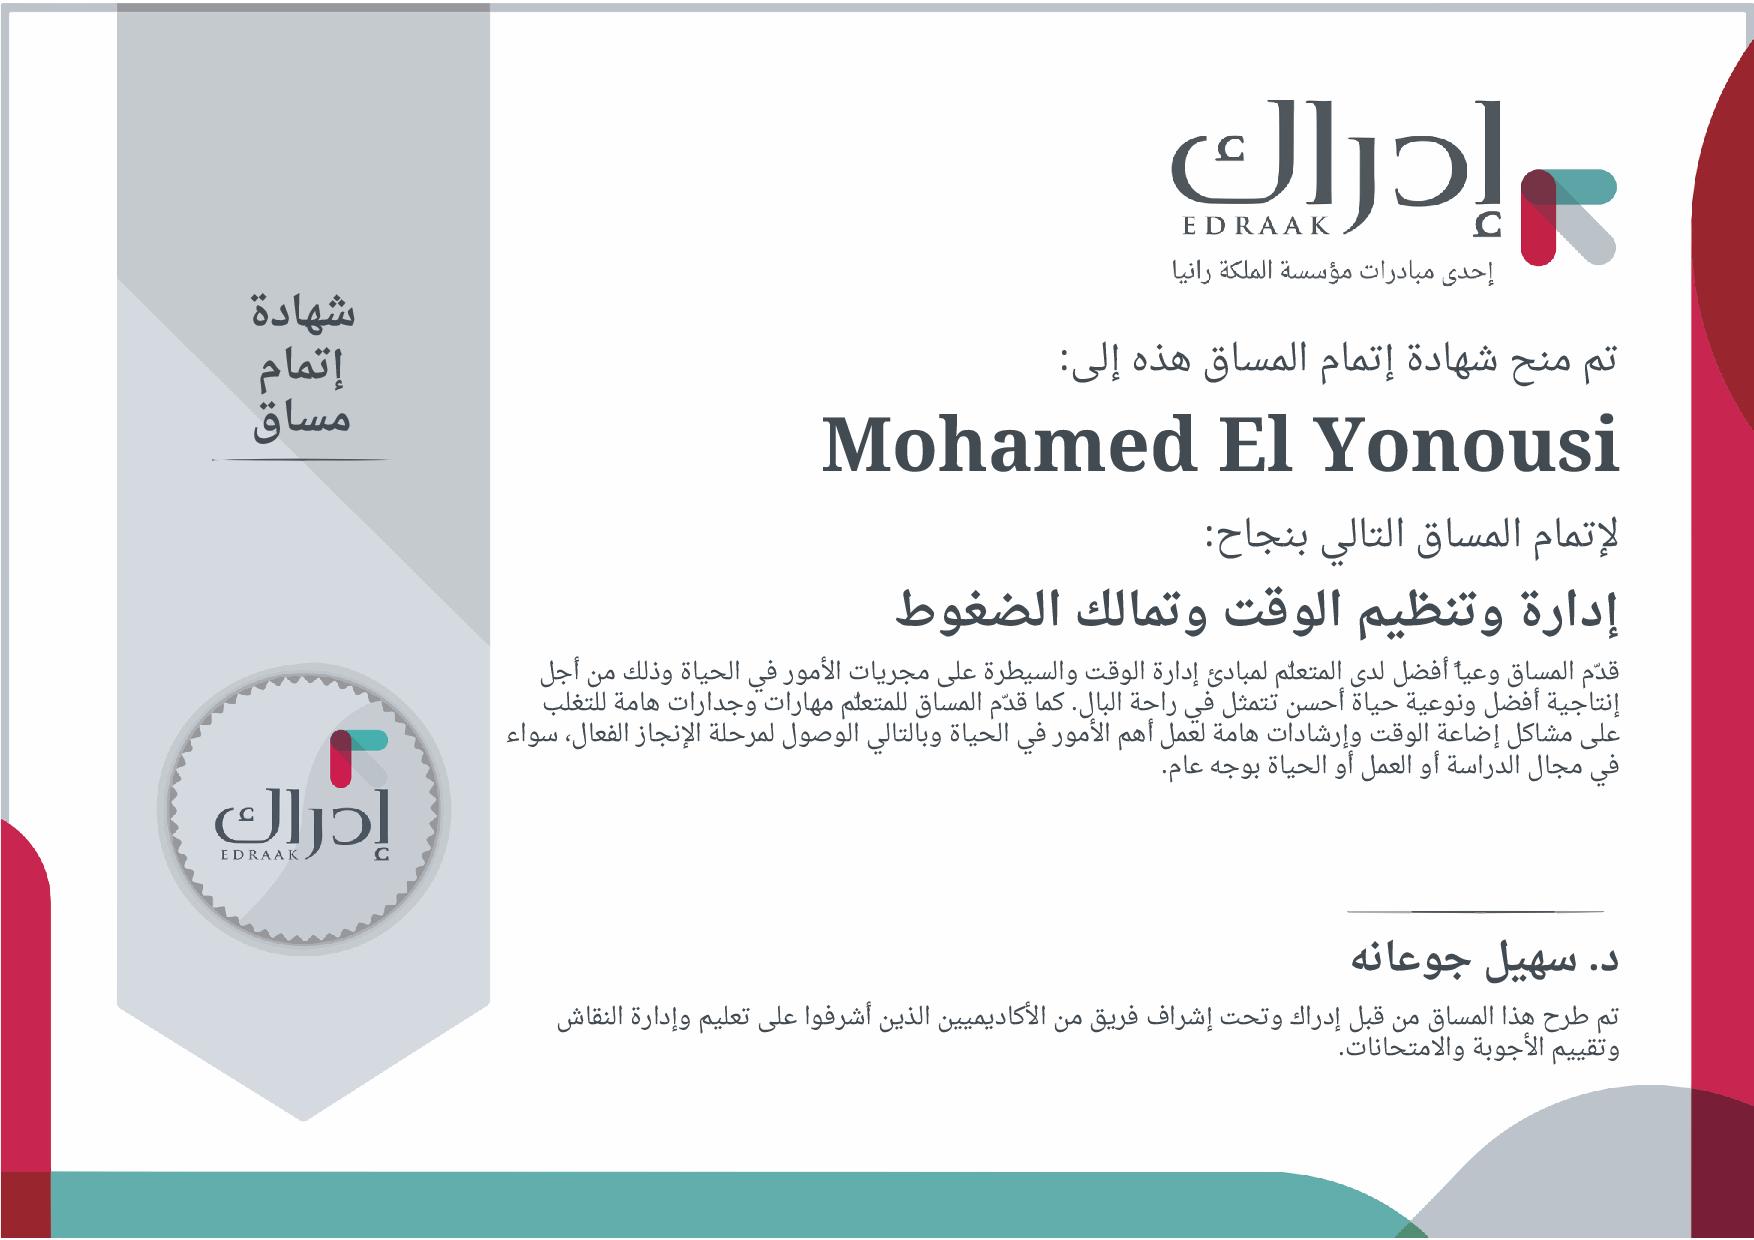 إدراك
EDRAAK
إحدى مبادرات مؤسسة الملكة رانيا
تم منح شهادة إتمام المساق هذه إلى:
Mohamed El Yonousi
لإتمام المساق التالي بنجاح:
إدارة وتنظيم الوقت وتمالك الضغوط
قدّم المساق وعياً أفضل لدى المتعلّم لمبادئ إدارة الوقت والسيطرة على مجريات الأمور في الحياة وذلك من أجل
إنتاجية أفضل ونوعية حياة أحسن تتمثل في راحة البال. كما قدّم المساق للمتعلّم مهارات وجدارات هامة للتغلب
على مشاكل إضاعة الوقت وإرشادات هامة لعمل أهم الأمور في الحياة وبالتالي الوصول لمرحلة الإنجاز الفعال، سواء
في مجال الدراسة أو العمل أو الحياة بوجه عام.
د. سهيل جوعانه
تم طرح هذا المساق من قبل إدراك وتحت إشراف فريق من الأكاديميين الذين أشرفوا على تعليم وإدارة النقاش
وتقييم الأجوبة والامتحانات.
شهادة
إتمام
مساق
إدراك
EDRAAK